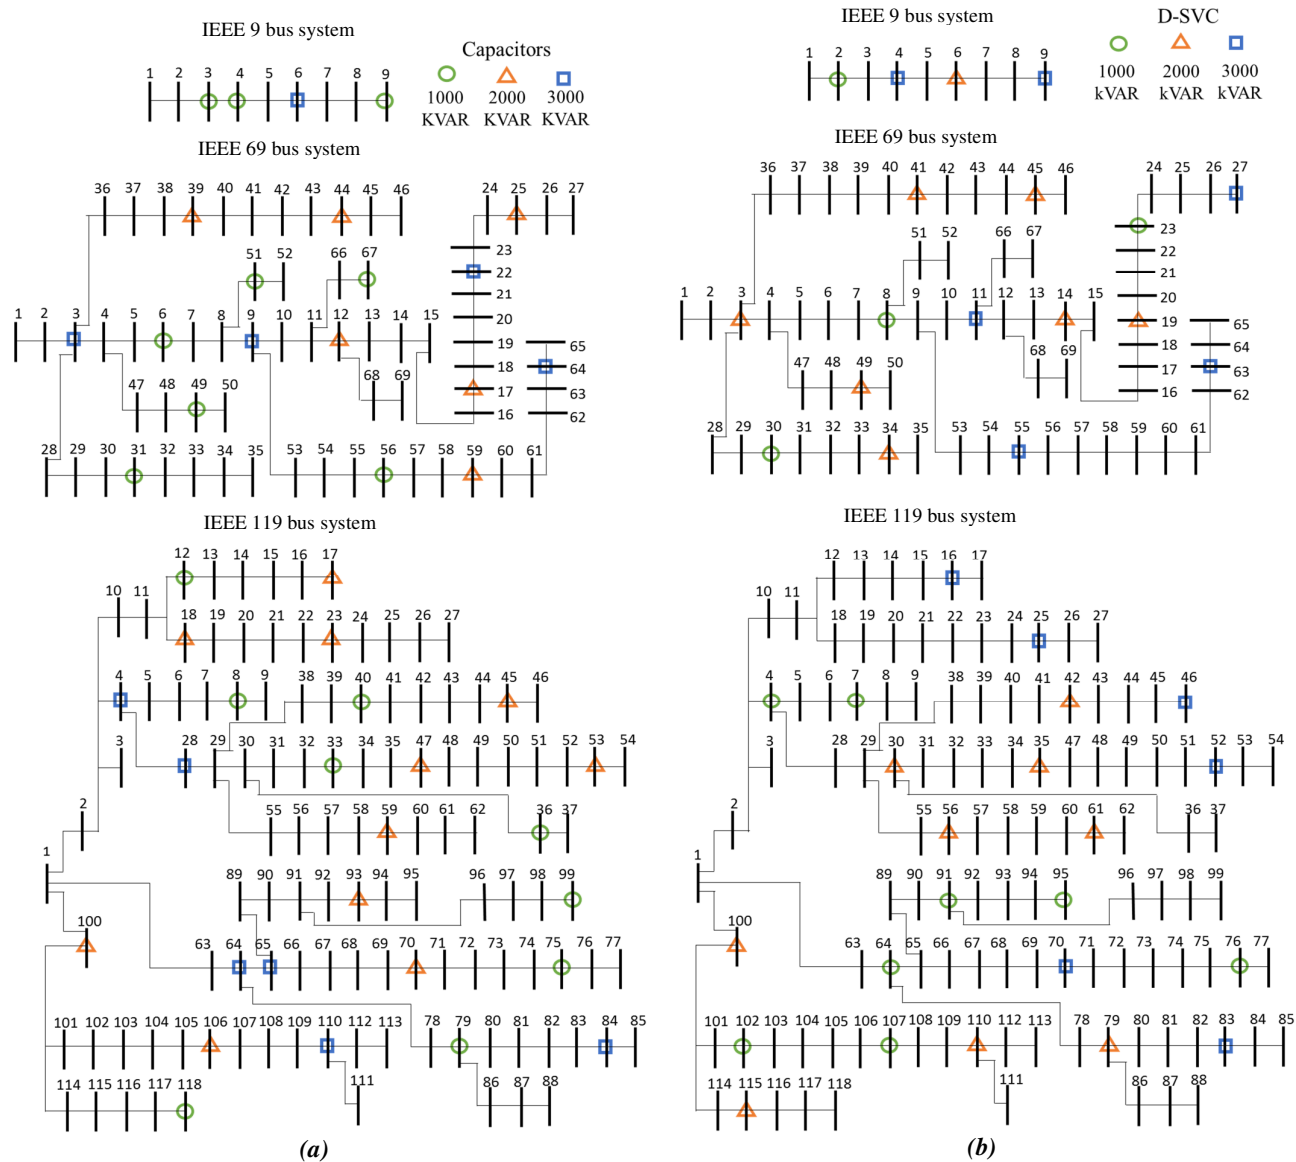 IEEE 9 bus system
Capacitors
1 2 3 4 5 6 7 8 9
1000 2000 3000
KVAR KVAR KVAR
IEEE 69 bus system
36 37 38 39 40 41 42 43 44 45 46
24 25 26 27
51 52 66 67
23
22
21
1 2 3 4 5 6 7 8 9 10 11 12 13 14 15
20
19
18
17
16
65
64
63
62
47 48 49 50
68 69
28 29 30 31 32 33 34 35
53 54 55 56 57 58 59 60 61
IEEE 119 bus system
12 13 14 15 16 17
10 11
18 19 20 21 22 23 24 25 26 27
4 5 6 7 8 9
38 39 40 41 42 43 44 45 46
3
28 29 30 31 32 33 34 35 47 48 49 50 51 52 53 54
2
55 56 57 58 59 60 61 62
36 37
1
89 90 91 92 93 94 95
96 97 98 99
100
63 64 65 66 67 68 69 70 71 72 73 74 75 76 77
101 102 103 104 105 106 107 108 109 110 112 113
78 79 80 81 82 83 84 85
114 115 116 117 118
111
86 87 88
(a)
IEEE 9 bus system
D-SVC
1 2 3 4 5 6 7 8 9
1000 2000 3000
kVAR kVAR kVAR
IEEE 69 bus system
36 37 38 39 40 41 42 43 44 45 46
24 25 26 27
51 52 66 67
23
22
21
1 2 3 4 5 6 7 8 9 10 11 12 13 14 15
20
19
18
17
16
65
64
63
62
47 48 49 50
68 69
28 29 30 31 32 33 34 35
53 54 55 56 57 58 59 60 61
IEEE 119 bus system
12 13 14 15 16 17
10 11
18 19 20 21 22 23 24 25 26 27
4 5 6 7 8 9
38 39 40 41 42 43 44 45 46
3
28 29 30 31 32 33 34 35 47 48 49 50 51 52 53 54
2
55 56 57 58 59 60 61 62
36 37
1
89 90 91 92 93 94 95
96 97 98 99
100
63 64 65 66 67 68 69 70 71 72 73 74 75 76 77
101 102 103 104 105 106 107 108 109 110 112 113
78 79 80 81 82 83 84 85
114 115 116 117 118
111
86 87 88
(b)